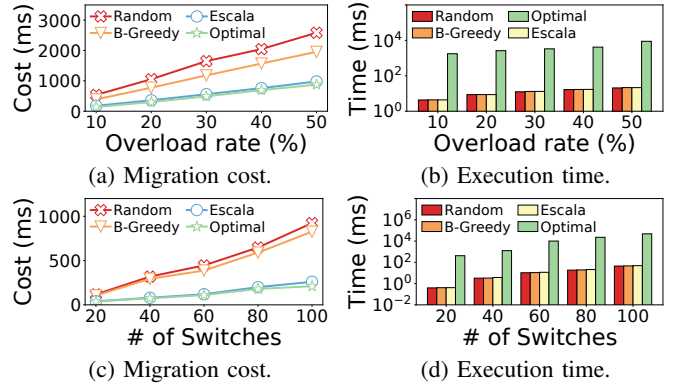 Cost (ms)
3000
2000
1000
0
Random
Escala
B-Greedy
Optimal
10 20 30 40 50
Overload rate (%)
(a) Migration cost.
Time (ms)
10^4
10^2
10^0
Random
Optimal
B-Greedy
Escala
10 20 30 40 50
Overload rate (%)
(b) Execution time.
Cost (ms)
1000
500
0
Random
Escala
B-Greedy
Optimal
20 40 60 80 100
# of Switches
(c) Migration cost.
Time (ms)
10^6
10^4
10^2
10^0
10^−2
Random
Escala
B-Greedy
Optimal
20 40 60 80 100
# of Switches
(d) Execution time.